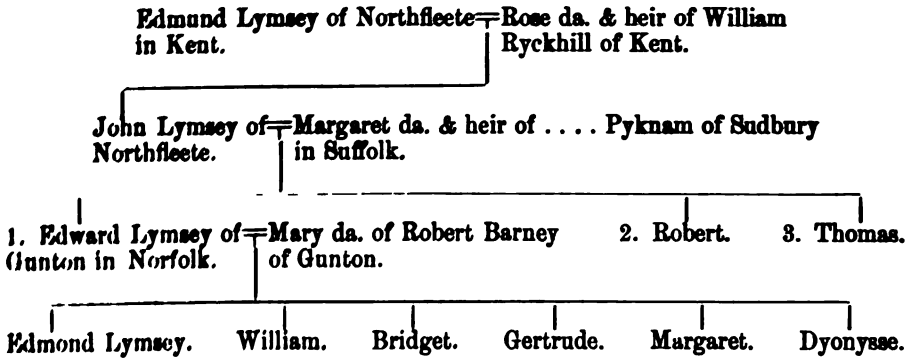 Edmund Lymsey of Northfleete=Rose da. & heir of William
in Kent. Ryckhill of Kent.
John Lymsey of=Margaret da. & heir of .... Pyknam of Sudbury
Northfleete. in Suffolk.
1. Edward Lymsey of=Mary da. of Robert Barney 2. Robert. 3. Thomas.
Gunton in Norfolk. of Gunton.
Edmond Lymsey. William. Bridget. Gertrude. Margaret. Dyonysse.